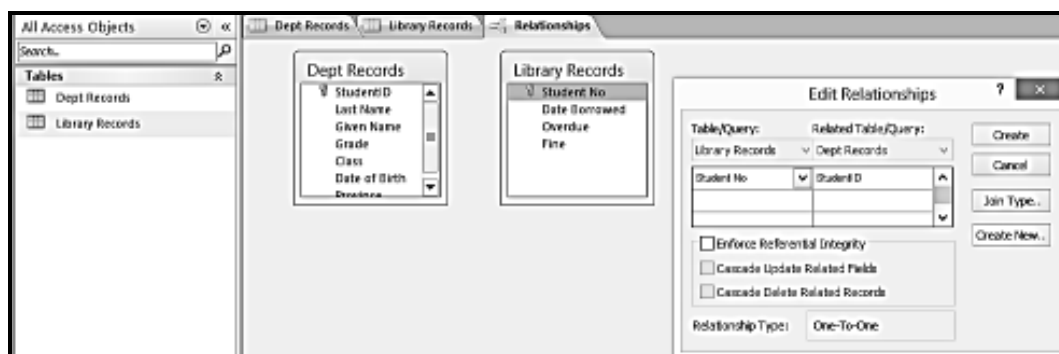 All Access Objects
Search..
Tables
Dept Records
Library Records
Dept Records
Library Records
Relationships
Dept Records
StudentID
Last Name
Given Name
Grade
Class
Date of Birth
Province
Library Records
Student No
Date Borrowed
Overdue
Fine
Edit Relationships
? ×
Table/Query: Related Table/Query:
Library Records Dept Records
Student No StudentID
Enforce Referential Integrity
Cascade Update Related Fields
Cascade Delete Related Records
Relationship Type: One-To-One
Create
Cancel
Join Type..
Create New..